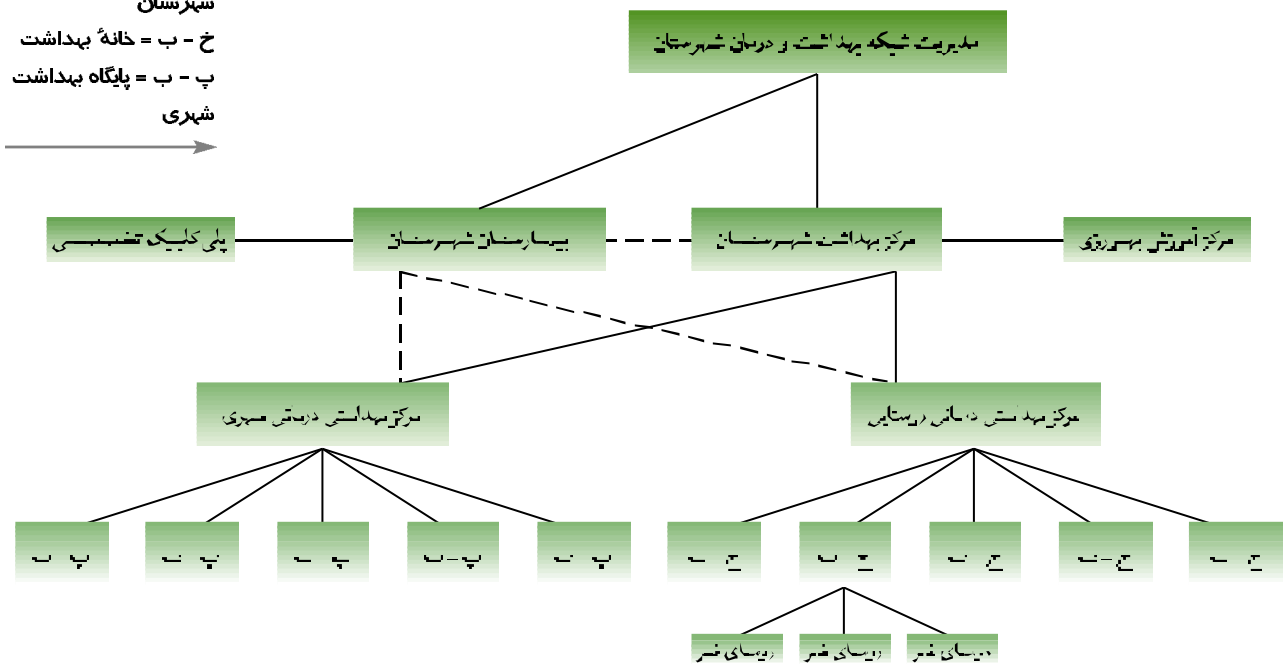 شهرستان
خ - ب = خانهٔ بهداشت
پ - ب = پایگاه بهداشت
شهری
مدیریت شبکه بهداشت و درمان شهرستان
مرکز آموزش بهورزی
مرکز بهداشت شهرستان
بیمارستان شهرستان
پلی کلینیک تخصصی
مرکز بهداشتی درمانی روستایی
مرکز بهداشتی درمانی شهری
خ - ب
خ - ب
خ - ب
خ - ب
خ - ب
پ - ب
پ - ب
پ - ب
پ - ب
پ - ب
روستای قمر
روستای قمر
روستای قمر